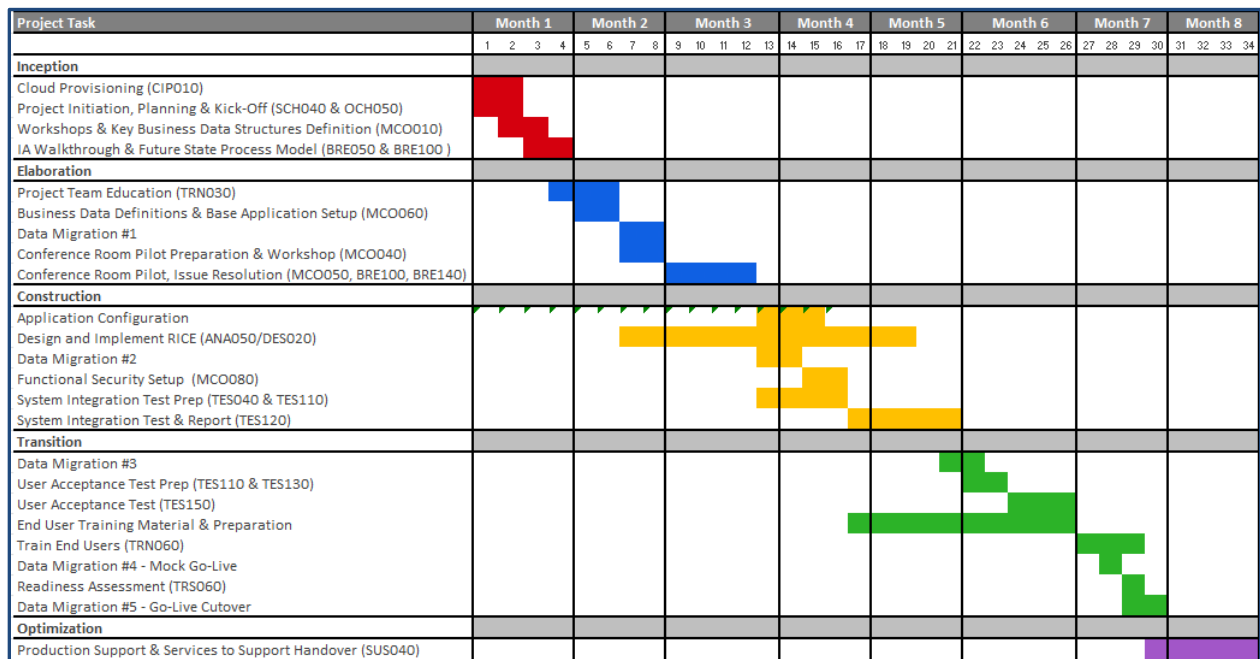 Project Task Month 1 Month 2 Month 3 Month 4 Month 5 Month 6 Month 7 Month 8
1 2 3 4 5 6 7 8 9 10 11 12 13 14 15 16 17 18 19 20 21 22 23 24 25 26 27 28 29 30 31 32 33 34
Inception
Cloud Provisioning (CIP010)
Project Initiation, Planning & Kick-Off (SCH040 & OCH050)
Workshops & Key Business Data Structures Definition (MCO010)
IA Walkthrough & Future State Process Model (BRE050 & BRE100 )
Elaboration
Project Team Education (TRN030)
Business Data Definitions & Base Application Setup (MCO060)
Data Migration #1
Conference Room Pilot Preparation & Workshop (MCO040)
Conference Room Pilot, Issue Resolution (MCO050, BRE100, BRE140)
Construction
Application Configuration
Design and Implement RICE (ANA050/DES020)
Data Migration #2
Functional Security Setup (MCO080)
System Integration Test Prep (TES040 & TES110)
System Integration Test & Report (TES120)
Transition
Data Migration #3
User Acceptance Test Prep (TES110 & TES130)
User Acceptance Test (TES150)
End User Training Material & Preparation
Train End Users (TRN060)
Data Migration #4 - Mock Go-Live
Readiness Assessment (TRS060)
Data Migration #5 - Go-Live Cutover
Optimization
Production Support & Services to Support Handover (SUS040)